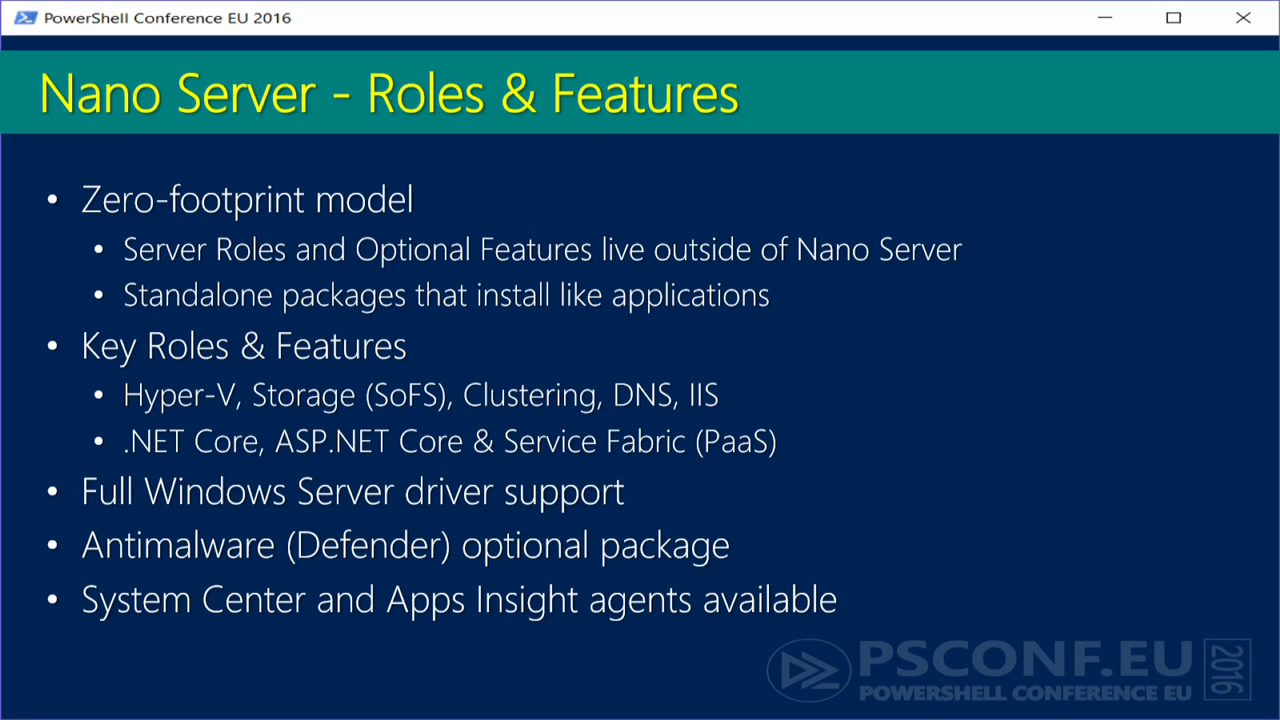 PowerShell Conference EU 2016
Nano Server - Roles & Features
• Zero-footprint model
• Server Roles and Optional Features live outside of Nano Server
• Standalone packages that install like applications
• Key Roles & Features
• Hyper-V, Storage (SoFS), Clustering, DNS, IIS
• .NET Core, ASP.NET Core & Service Fabric (PaaS)
• Full Windows Server driver support
• Antimalware (Defender) optional package
• System Center and Apps Insight agents available
PSCONF.EU
POWERSHELL CONFERENCE EU
2016